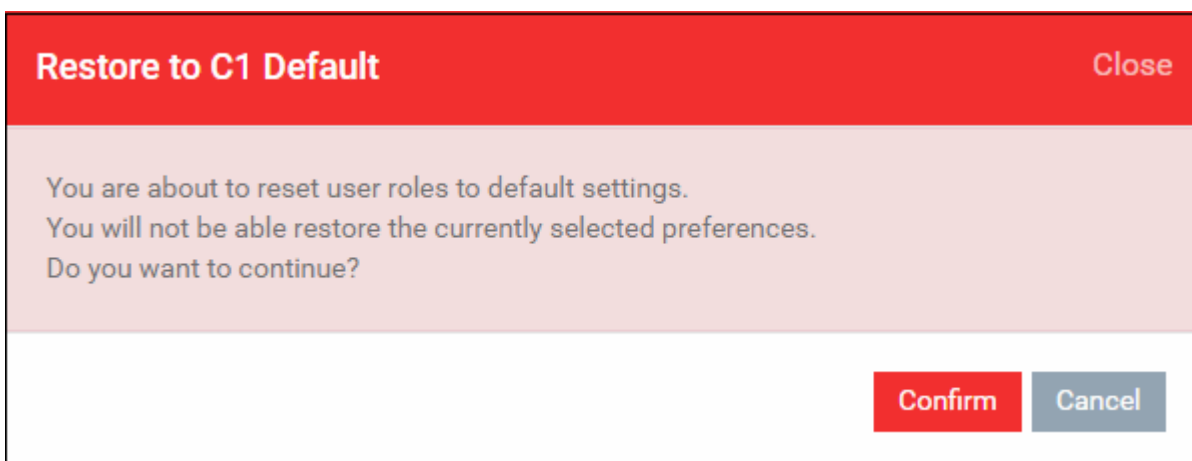 Restore to C1 Default Close
You are about to reset user roles to default settings.
You will not be able restore the currently selected preferences.
Do you want to continue?
Confirm Cancel